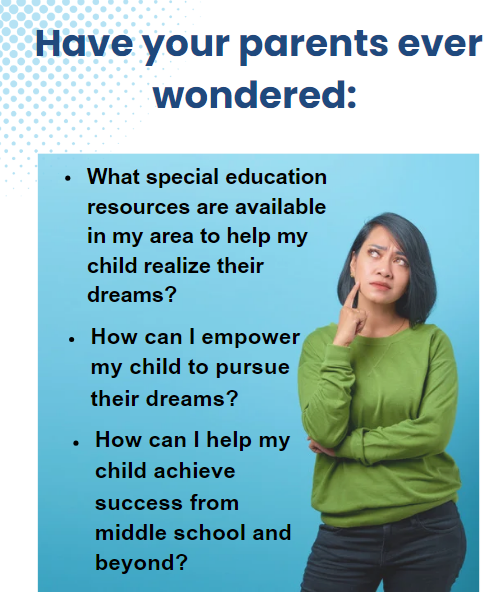 Have your parents ever
wondered:
• What special education
resources are available
in my area to help my
child realize their
dreams?
• How can I empower
my child to pursue
their dreams?
• How can I help my
child achieve
success from
middle school and
beyond?